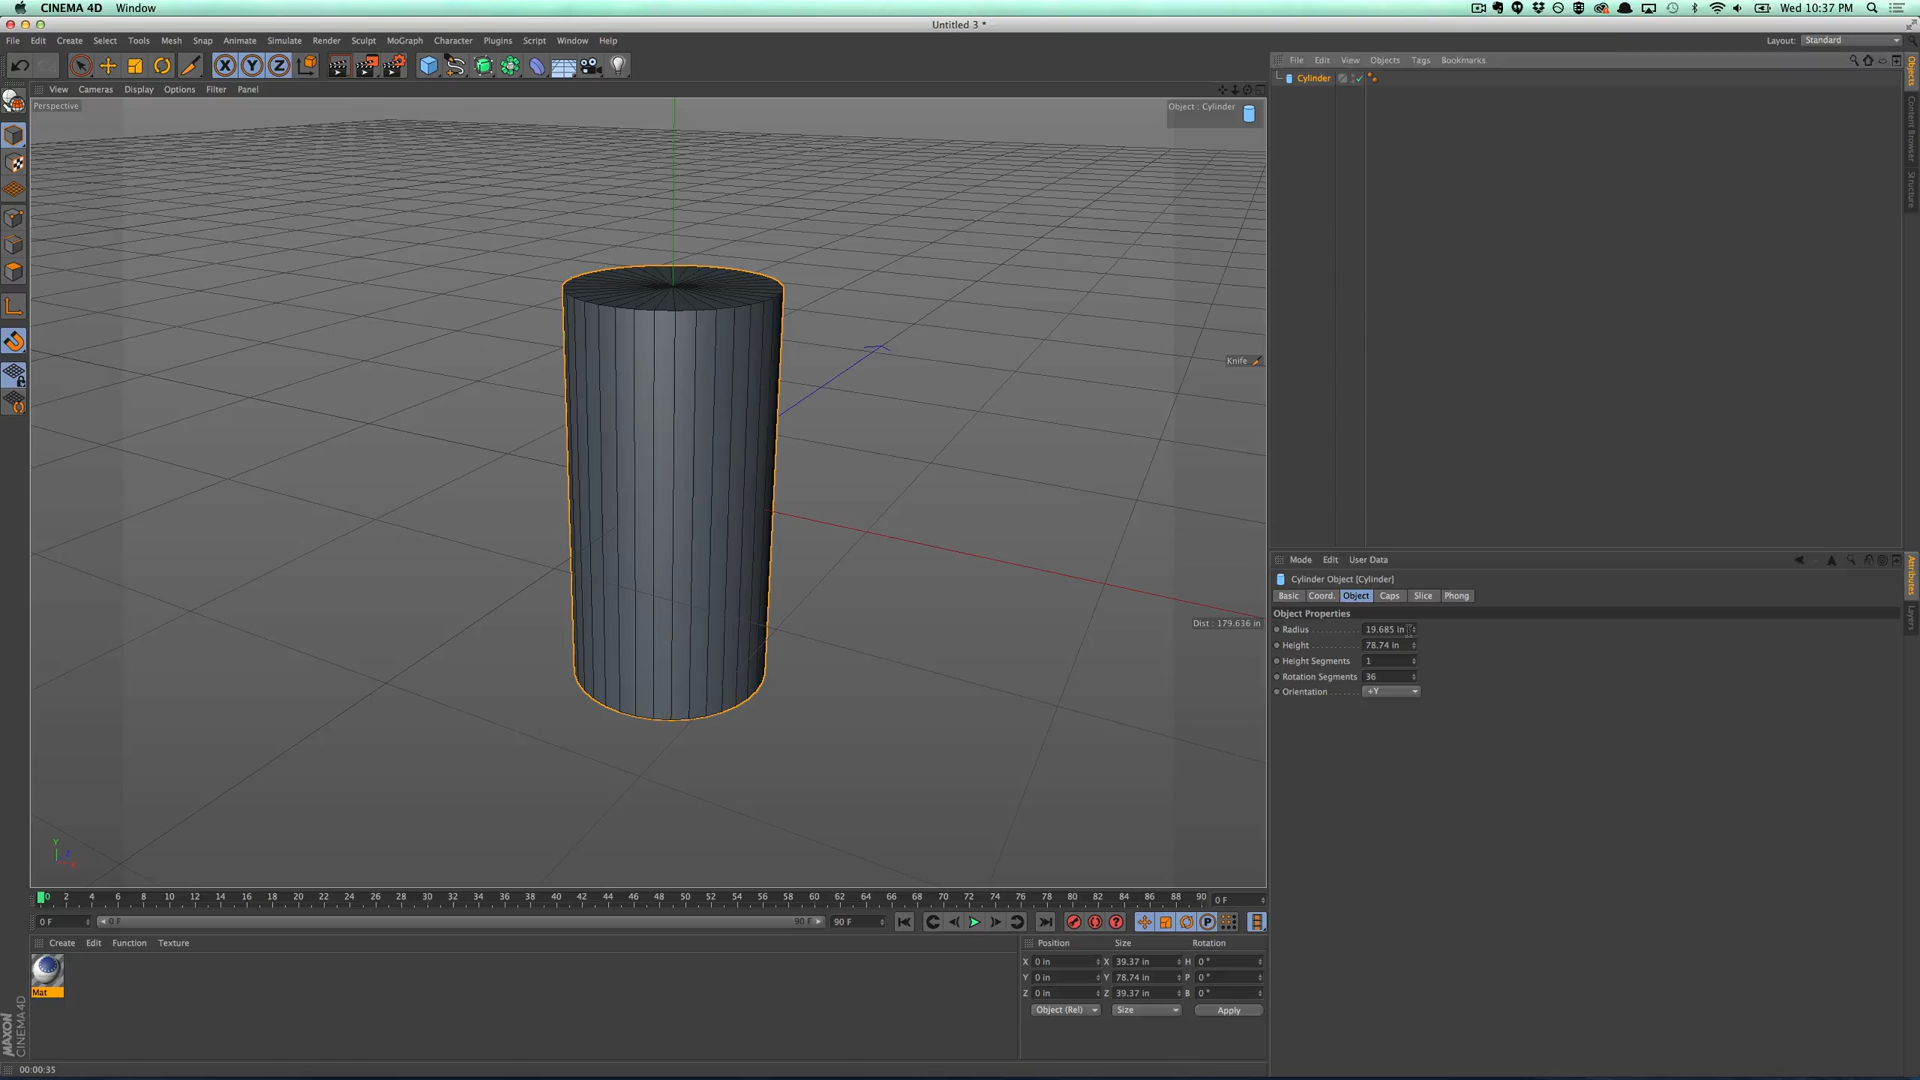 CINEMA 4D Window Wed 10:37 PM
Untitled 3 *
File Edit Create Select Tools Mesh Snap Animate Simulate Render Sculpt MoGraph Character Plugins Script Window Help Layout: Standard
File Edit View Objects Tags Bookmarks
View Cameras Display Options Filter Panel
Perspective
Object : Cylinder
Cylinder
Objects
Content Browser
Structure
Knife
Dist : 179.636 in
Mode Edit User Data
Cylinder Object [Cylinder]
Basic Coord. Object Caps Slice Phong
Object Properties
Radius 19.685 in
Height 78.74 in
Height Segments 1
Rotation Segments 36
Orientation +Y
Attributes
Layers
Y
Z
X
0 2 4 6 8 10 12 14 16 18 20 22 24 26 28 30 32 34 36 38 40 42 44 46 48 50 52 54 56 58 60 62 64 66 68 70 72 74 76 78 80 82 84 86 88 90 0 F
0 F 0 F 90 F 90 F
Create Edit Function Texture
Mat
Position Size Rotation
X 0 in X 39.37 in H 0 °
Y 0 in Y 78.74 in P 0 °
Z 0 in Z 39.37 in B 0 °
Object (Rel) Size Apply
MAXON
CINEMA 4D
00:00:35